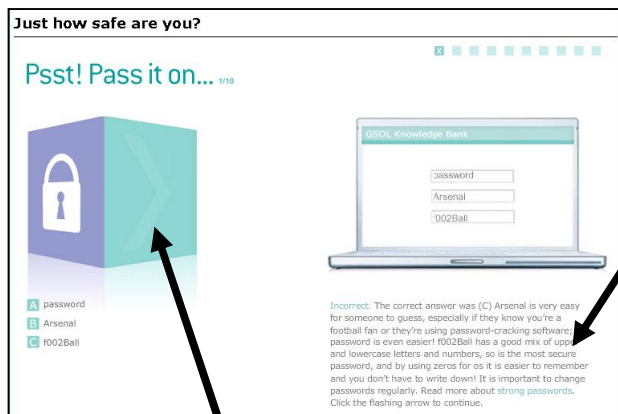 Just how safe are you?
X
Psst! Pass it on... 1/10
GSOL Knowledge Bank
password
Arsenal
f002Ball
A password
B Arsenal
C f002Ball
Incorrect. The correct answer was (C) Arsenal is very easy
for someone to guess, especially if they know you're a
football fan or they're using password-cracking software;
password is even easier! f002Ball has a good mix of upper
and lowercase letters and numbers, so is the most secure
password, and by using zeros for os it is easier to remember
and you don't have to write down! It is important to change
passwords regularly. Read more about strong passwords.
Click the flashing arrow to continue.